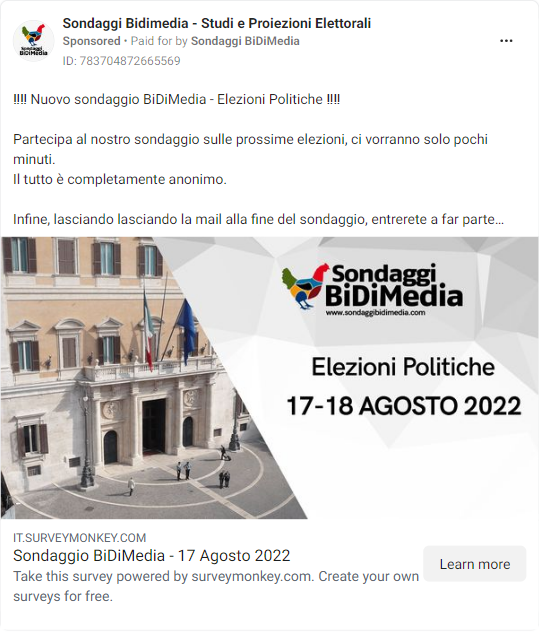 Sondaggi Bidimedia - Studi e Proiezioni Elettorali
Sponsored • Paid for by Sondaggi BiDiMedia
ID: 783704872665569
!!!! Nuovo sondaggio BiDiMedia - Elezioni Politiche !!!!
Partecipa al nostro sondaggio sulle prossime elezioni, ci vorranno solo pochi
minuti.
Il tutto è completamente anonimo.
Infine, lasciando lasciando la mail alla fine del sondaggio, entrerete a far parte...
Sondaggi
BiDiMedia
www.sondaggibidimedia.com
Elezioni Politiche
17-18 AGOSTO 2022
IT.SURVEYMONKEY.COM
Sondaggio BiDiMedia - 17 Agosto 2022
Take this survey powered by surveymonkey.com. Create your own
surveys for free.
Learn more